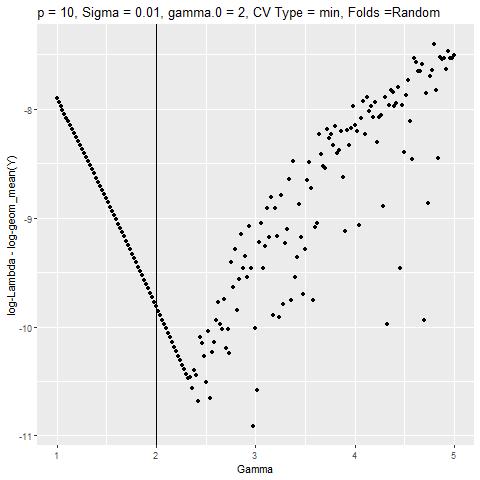 p = 10, Sigma = 0.01, gamma.0 = 2, CV Type = min, Folds =Random
log-Lambda - log-geom_mean(Y)
-8
-9
-10
-11
1 2 3 4 5
Gamma